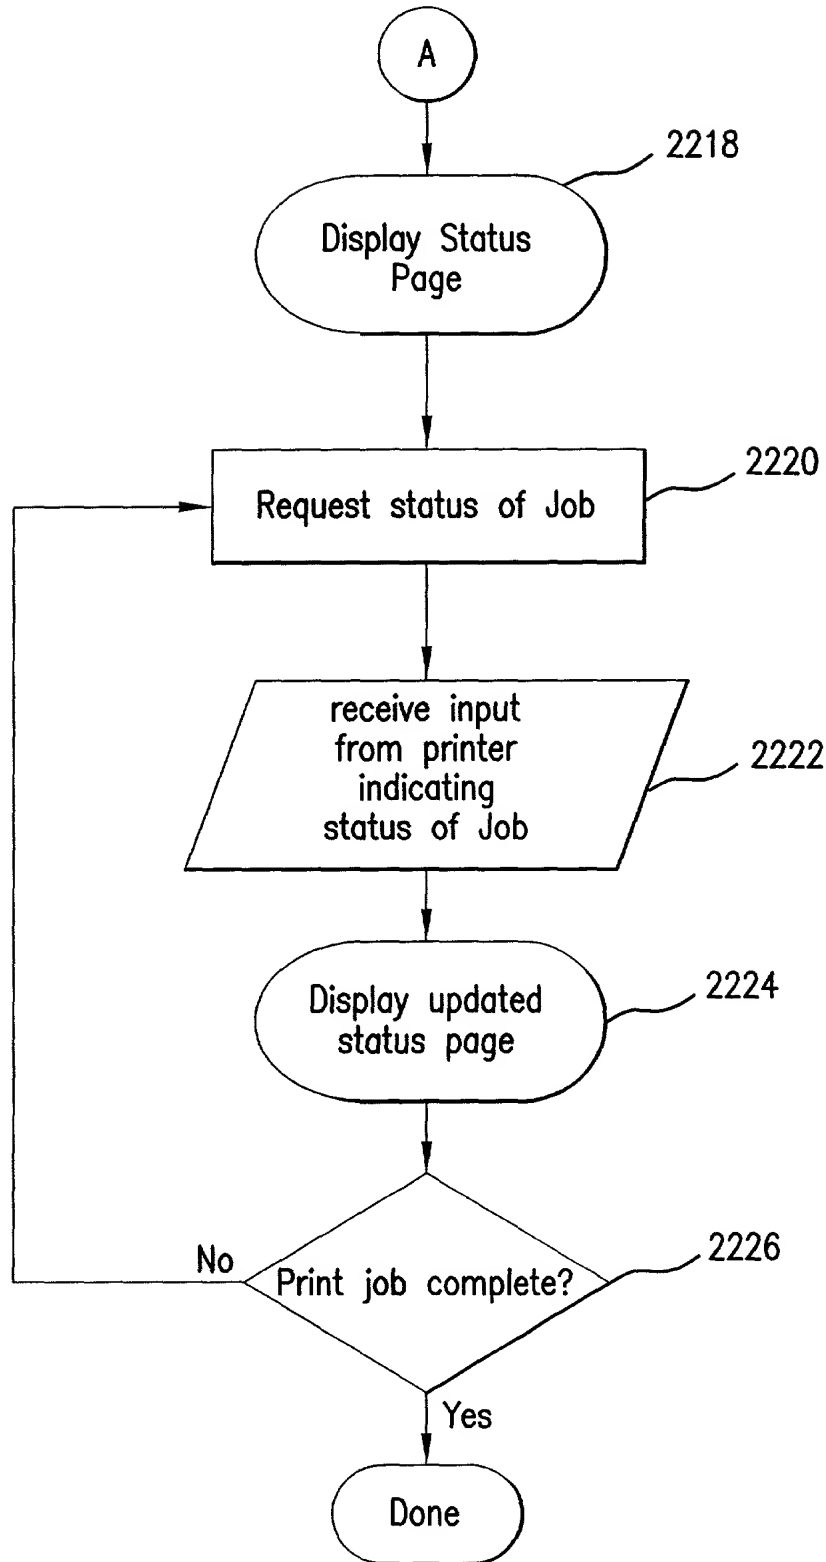 A
2218
Display Status
Page
2220
Request status of Job
receive input
from printer
indicating
status of Job
2222
2224
Display updated
status page
2226
No
Print job complete?
Yes
Done